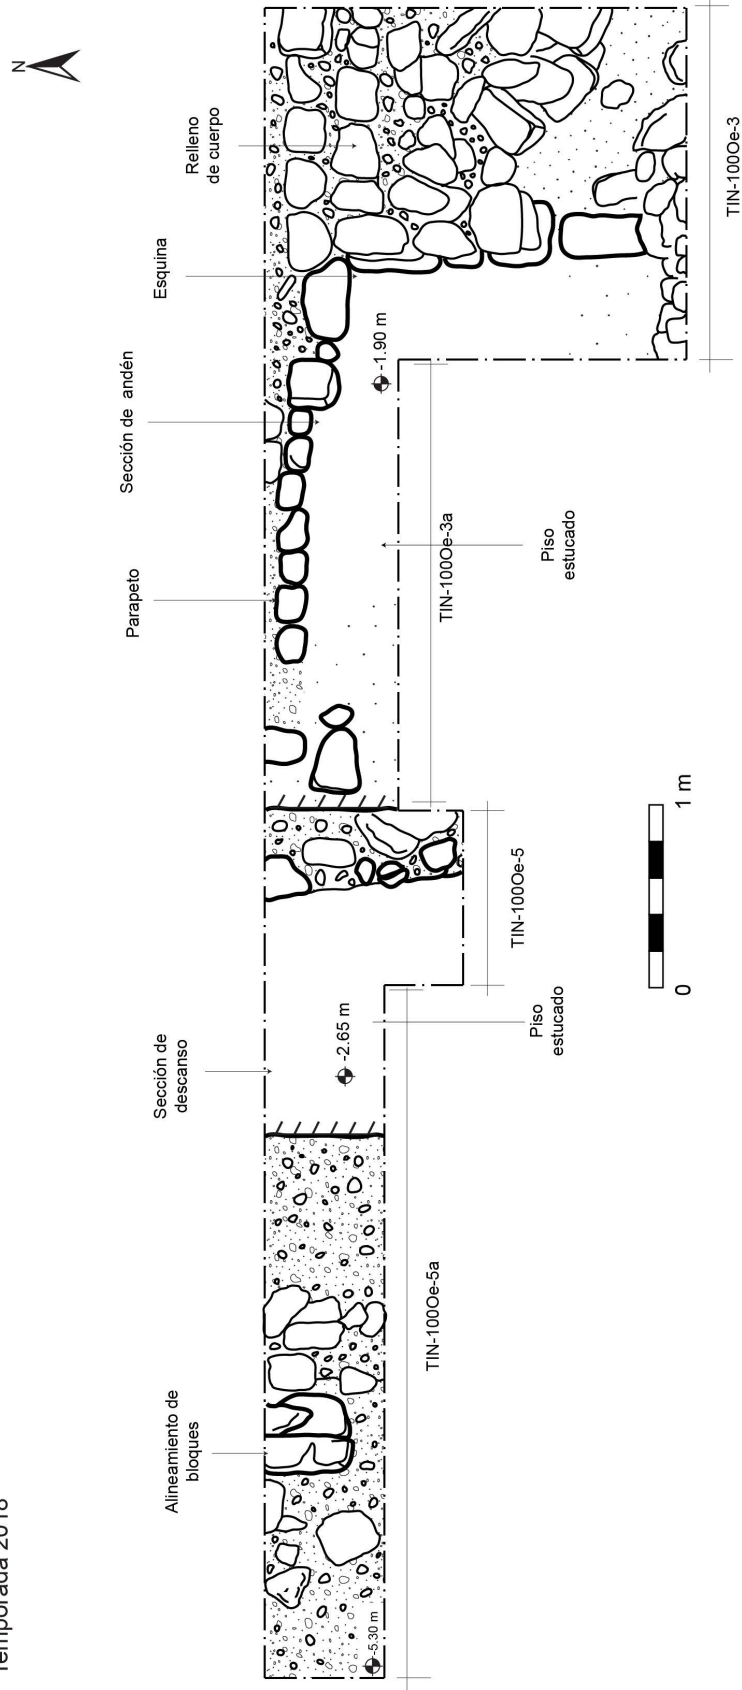 Temporada 2018
N
Alineamiento de
bloques
Sección de
descanso
Parapeto
Sección de andén
Esquina
Relleno
de cuerpo
-5.30 m
-2.65 m
-1.90 m
TIN-100Oe-5a
TIN-100Oe-3a
Piso
estucado
TIN-100Oe-5
Piso
estucado
0
1 m
TIN-100Oe-3